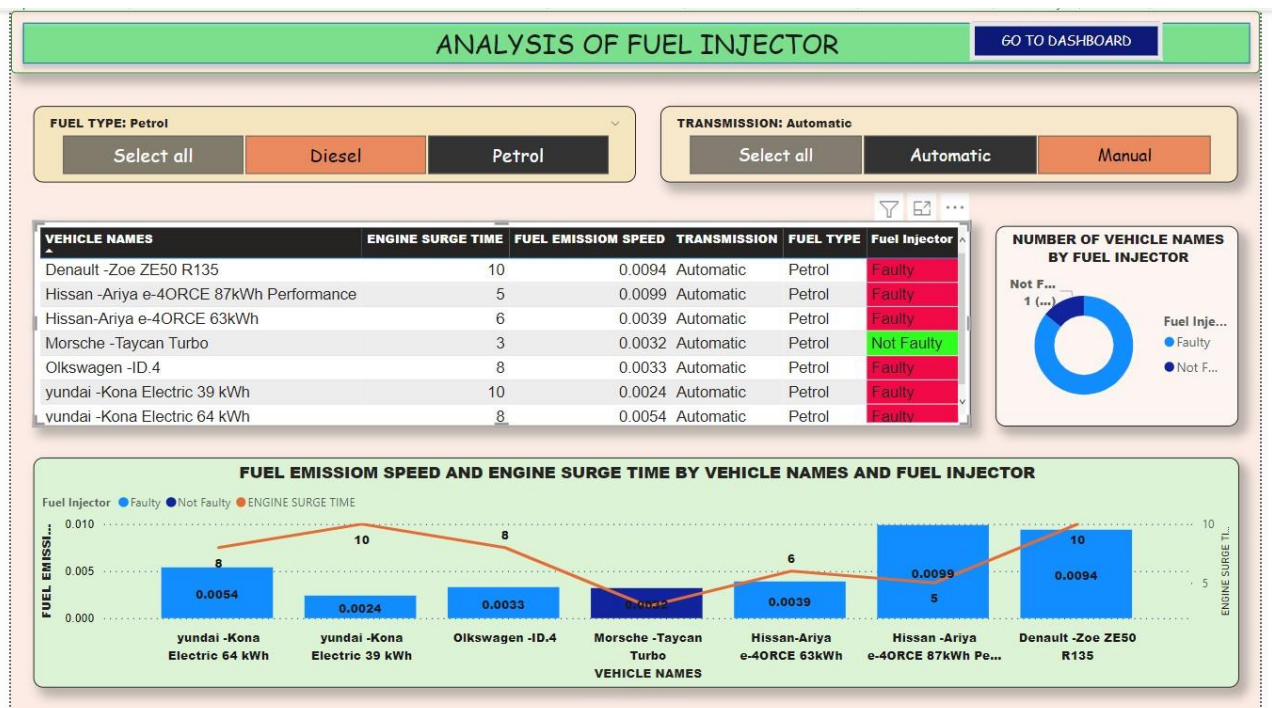 ANALYSIS OF FUEL INJECTOR
GO TO DASHBOARD
FUEL TYPE: Petrol
Select all Diesel Petrol
TRANSMISSION: Automatic
Select all Automatic Manual
VEHICLE NAMES ENGINE SURGE TIME FUEL EMISSIOM SPEED TRANSMISSION FUEL TYPE Fuel Injector
Denault -Zoe ZE50 R135 10 0.0094 Automatic Petrol Faulty
Hissan -Ariya e-4ORCE 87kWh Performance 5 0.0099 Automatic Petrol Faulty
Hissan-Ariya e-4ORCE 63kWh 6 0.0039 Automatic Petrol Faulty
Morsche -Taycan Turbo 3 0.0032 Automatic Petrol Not Faulty
Olkswagen -ID.4 8 0.0033 Automatic Petrol Faulty
yundai -Kona Electric 39 kWh 10 0.0024 Automatic Petrol Faulty
yundai -Kona Electric 64 kWh 8 0.0054 Automatic Petrol Faulty
NUMBER OF VEHICLE NAMES
BY FUEL INJECTOR
Not F...
1 (...)
Fuel Inje...
Faulty
Not F...
FUEL EMISSIOM SPEED AND ENGINE SURGE TIME BY VEHICLE NAMES AND FUEL INJECTOR
Fuel Injector Faulty Not Faulty ENGINE SURGE TIME
FUEL EMISSI...
0.010
0.005
0.000
8
0.0054
10
0.0024
8
0.0033
0.0032
6
0.0039
0.0099
5
10
0.0094
10
5
ENGINE SURGE TI...
yundai -Kona
Electric 64 kWh
yundai -Kona
Electric 39 kWh
Olkswagen -ID.4
Morsche -Taycan
Turbo
Hissan-Ariya
e-4ORCE 63kWh
Hissan -Ariya
e-4ORCE 87kWh Pe...
Denault -Zoe ZE50
R135
VEHICLE NAMES